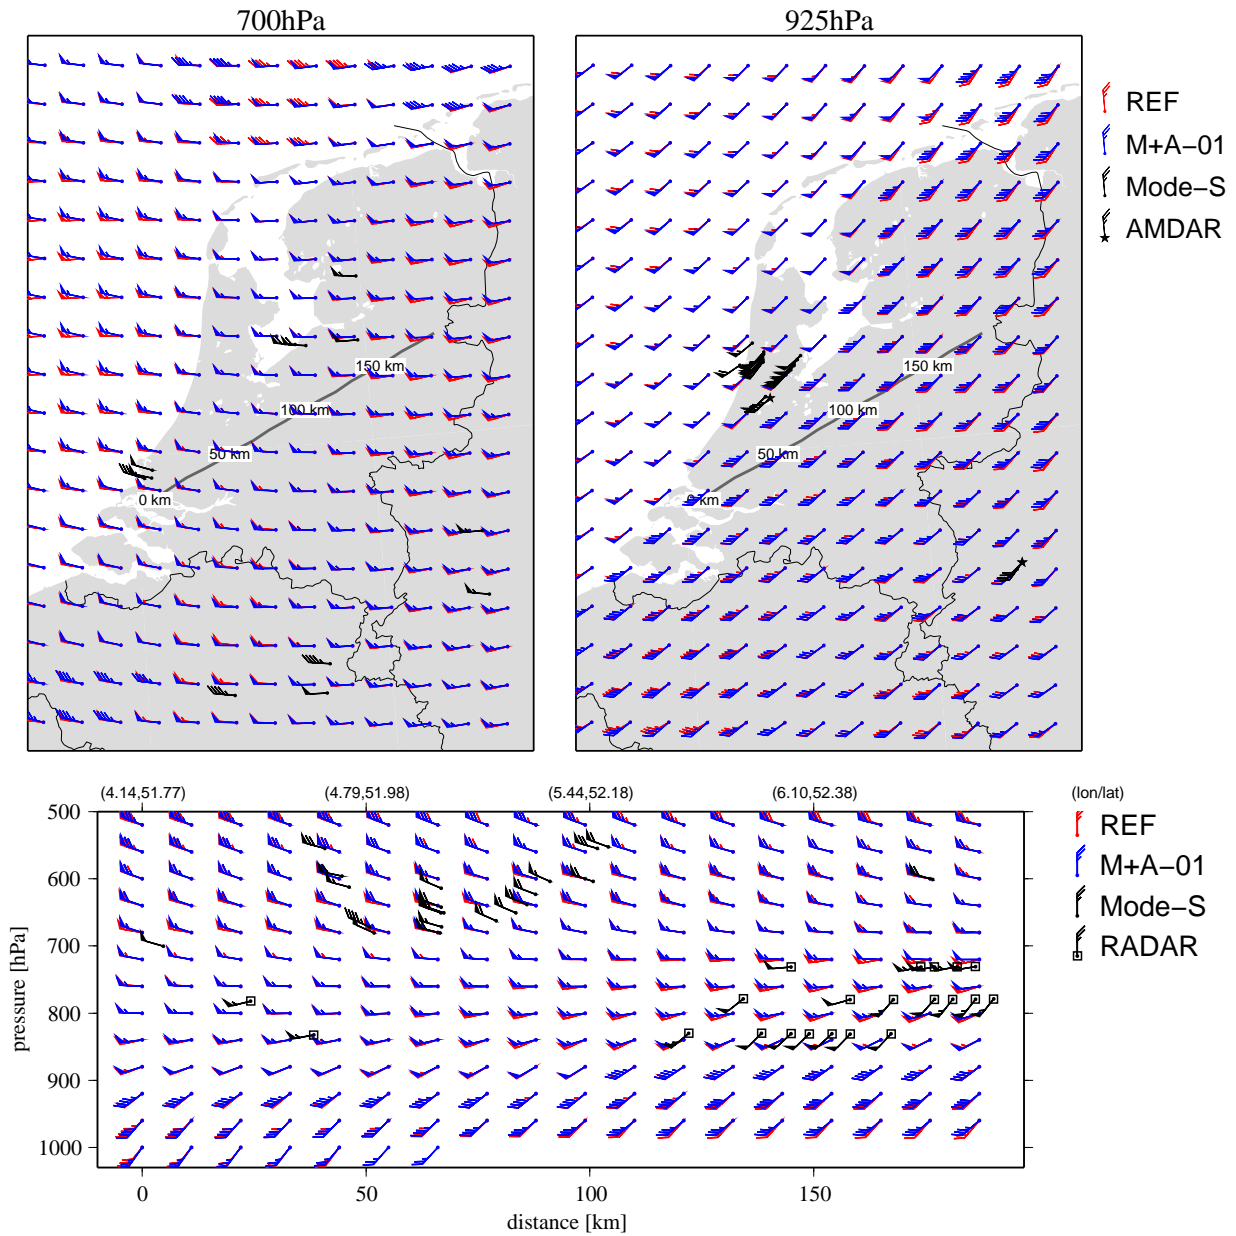 700hPa
925hPa
REF
M+A−01
Mode−S
AMDAR
150 km
100 km
50 km
0 km
150 km
100 km
50 km
0 km
(4.14,51.77)
(4.79,51.98)
(5.44,52.18)
(6.10,52.38)
(lon/lat)
500
600
700
800
900
1000
pressure [hPa]
REF
M+A−01
Mode−S
RADAR
0
50
100
150
distance [km]